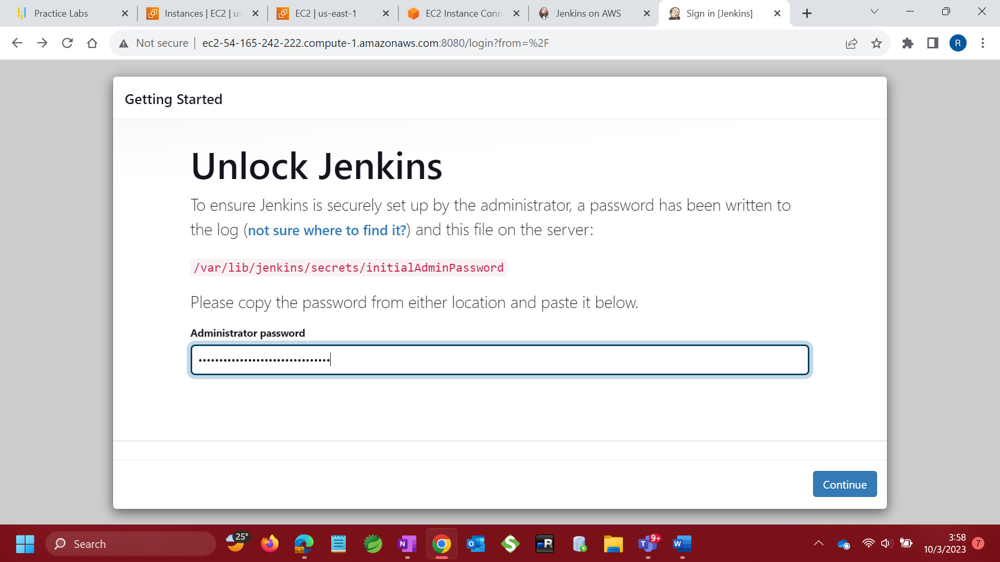 Practice Labs
Instances | EC2 | us
EC2 | us-east-1
EC2 Instance Conn
Jenkins on AWS
Sign in [Jenkins]
Not secure
ec2-54-165-242-222.compute-1.amazonaws.com:8080/login?from=%2F
R
Getting Started
Unlock Jenkins
To ensure Jenkins is securely set up by the administrator, a password has been written to
the log (not sure where to find it?) and this file on the server:
/var/lib/jenkins/secrets/initialAdminPassword
Please copy the password from either location and paste it below.
Administrator password
••••••••••••••••••••••••••••••••
Continue
Search
25°
N
O
S
mR
T
9+
W
3:58
10/3/2023
7